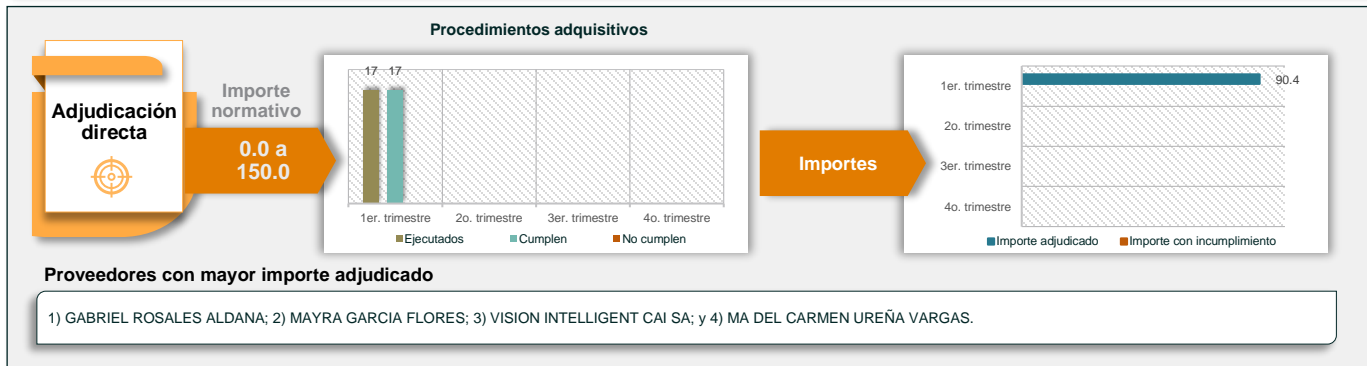 Procedimientos adquisitivos
Adjudicación
directa
Importe
normativo
0.0 a
150.0
17 17
1er. trimestre 2o. trimestre 3er. trimestre 4o. trimestre
Ejecutados Cumplen No cumplen
Importes
1er. trimestre 90.4
2o. trimestre
3er. trimestre
4o. trimestre
Importe adjudicado Importe con incumplimiento
Proveedores con mayor importe adjudicado
1) GABRIEL ROSALES ALDANA; 2) MAYRA GARCIA FLORES; 3) VISION INTELLIGENT CAI SA; y 4) MA DEL CARMEN UREÑA VARGAS.